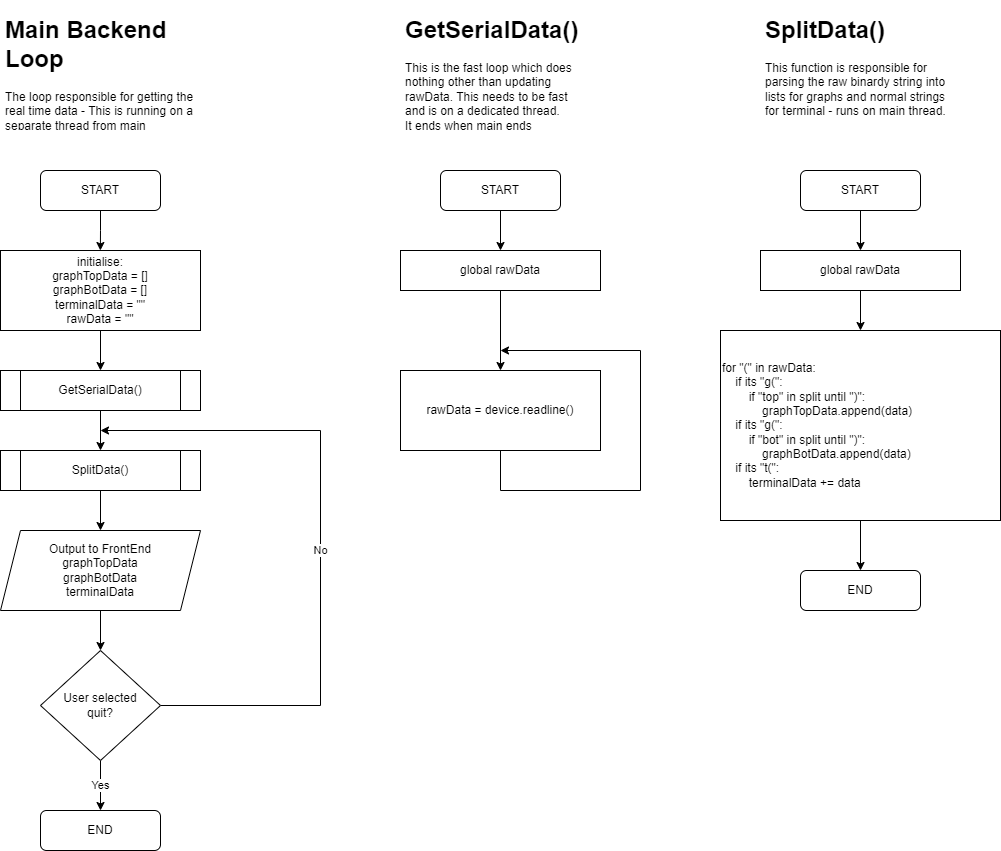 Main Backend
Loop
The loop responsible for getting the
real time data - This is running on a
separate thread from main
START
initialise:
graphTopData = []
graphBotData = []
terminalData = ""
rawData = ""
GetSerialData()
SplitData()
Output to FrontEnd
graphTopData
graphBotData
terminalData
No
User selected
quit?
Yes
END
GetSerialData()
This is the fast loop which does
nothing other than updating
rawData. This needs to be fast
and is on a dedicated thread.
It ends when main ends
START
global rawData
rawData = device.readline()
SplitData()
This function is responsible for
parsing the raw binardy string into
lists for graphs and normal strings
for terminal - runs on main thread.
START
global rawData
for "(" in rawData:
if its "g(":
if "top" in split until ")":
graphTopData.append(data)
if its "g(":
if "bot" in split until ")":
graphBotData.append(data)
if its "t(":
terminalData += data
END